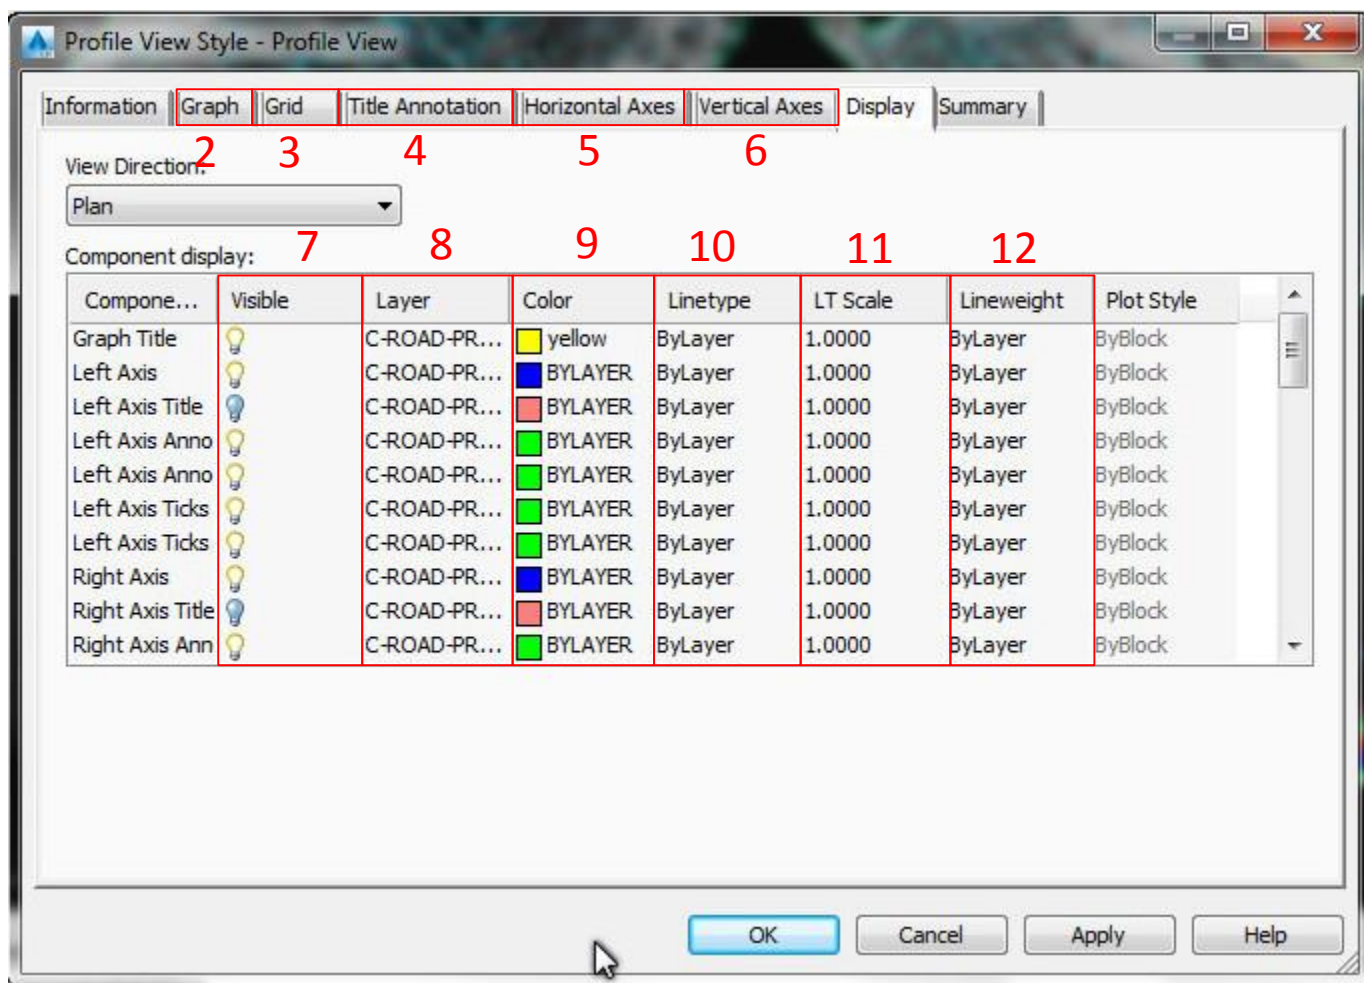 Profile View Style - Profile View
Information Graph Grid Title Annotation Horizontal Axes Vertical Axes Display Summary
2 3 4 5 6
View Direction:
Plan
7 8 9 10 11 12
Component display:
Compone... Visible Layer Color Linetype LT Scale Lineweight Plot Style
Graph Title C-ROAD-PR... yellow ByLayer 1.0000 ByLayer ByBlock
Left Axis C-ROAD-PR... BYLAYER ByLayer 1.0000 ByLayer ByBlock
Left Axis Title C-ROAD-PR... BYLAYER ByLayer 1.0000 ByLayer ByBlock
Left Axis Anno C-ROAD-PR... BYLAYER ByLayer 1.0000 ByLayer ByBlock
Left Axis Anno C-ROAD-PR... BYLAYER ByLayer 1.0000 ByLayer ByBlock
Left Axis Ticks C-ROAD-PR... BYLAYER ByLayer 1.0000 ByLayer ByBlock
Left Axis Ticks C-ROAD-PR... BYLAYER ByLayer 1.0000 ByLayer ByBlock
Right Axis C-ROAD-PR... BYLAYER ByLayer 1.0000 ByLayer ByBlock
Right Axis Title C-ROAD-PR... BYLAYER ByLayer 1.0000 ByLayer ByBlock
Right Axis Ann C-ROAD-PR... BYLAYER ByLayer 1.0000 ByLayer ByBlock
OK Cancel Apply Help